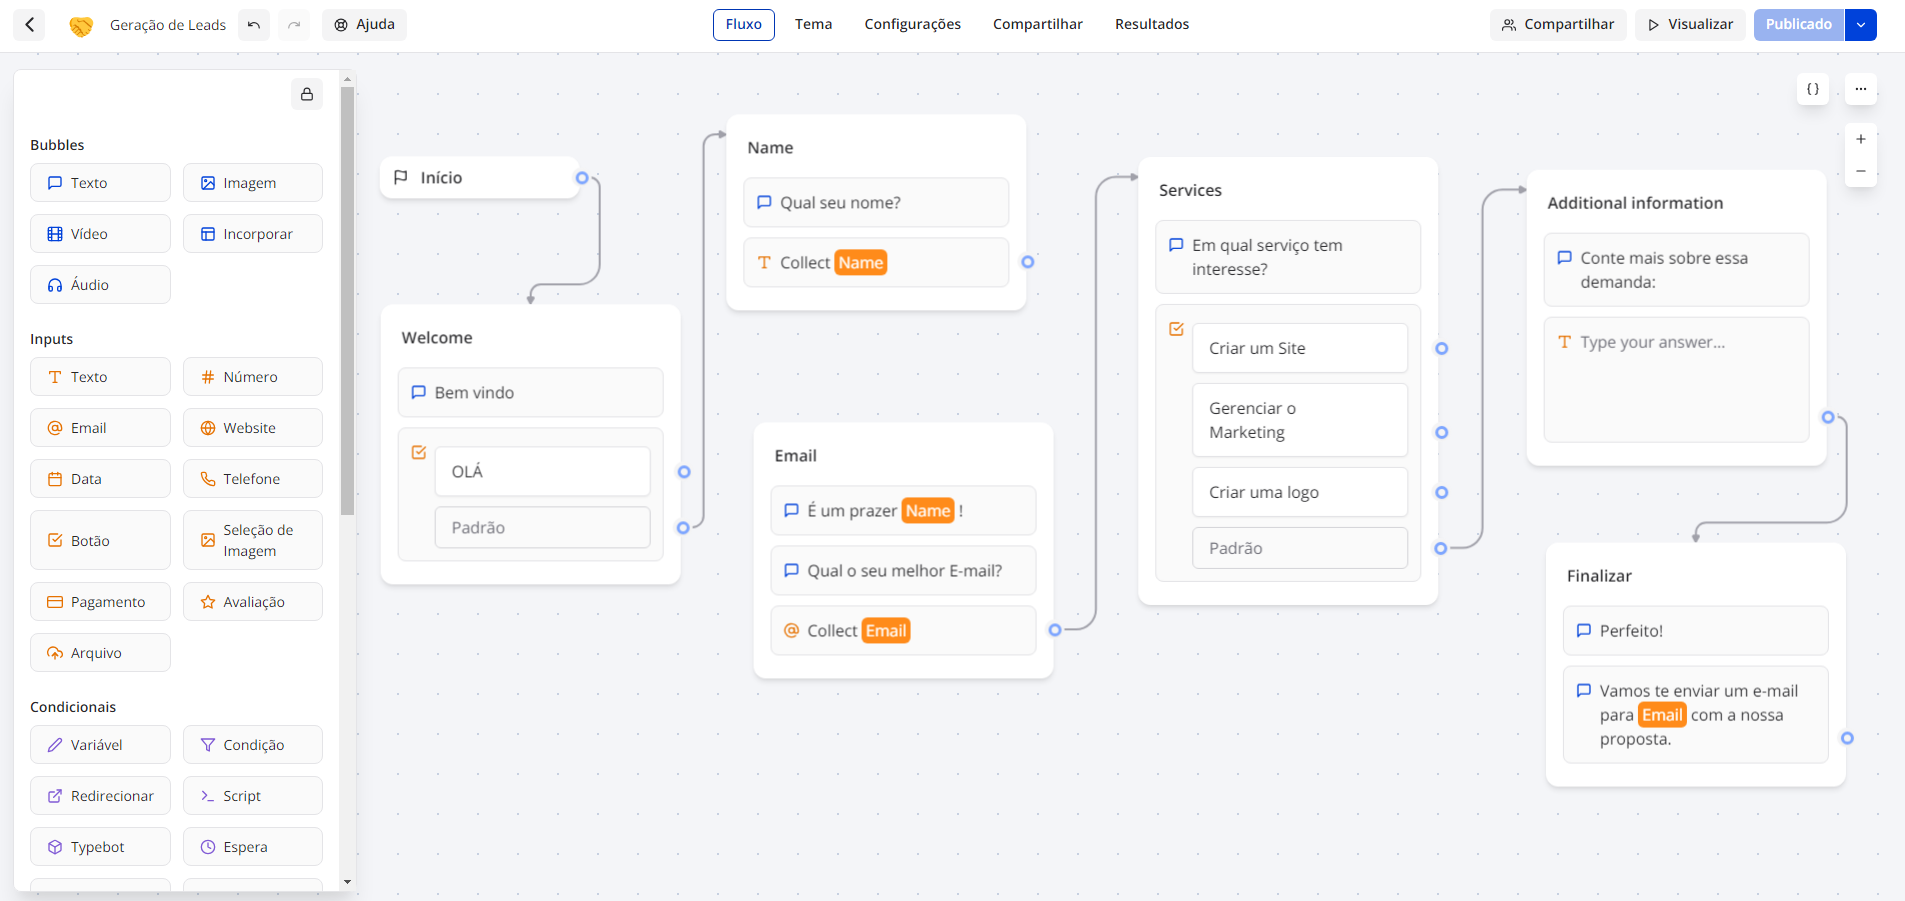 Geração de Leads
Ajuda
Fluxo
Tema
Configurações
Compartilhar
Resultados
Compartilhar
Visualizar
Publicado
Bubbles
Texto
Imagem
Vídeo
Incorporar
Áudio
Inputs
Texto
Número
Email
Website
Data
Telefone
Botão
Seleção de
Imagem
Pagamento
Avaliação
Arquivo
Condicionais
Variável
Condição
Redirecionar
Script
Typebot
Espera
Início
Welcome
Bem vindo
OLÁ
Padrão
Name
Qual seu nome?
Collect Name
Email
É um prazer Name !
Qual o seu melhor E-mail?
Collect Email
Services
Em qual serviço tem
interesse?
Criar um Site
Gerenciar o
Marketing
Criar uma logo
Padrão
Additional information
Conte mais sobre essa
demanda:
Type your answer...
Finalizar
Perfeito!
Vamos te enviar um e-mail
para Email com a nossa
proposta.